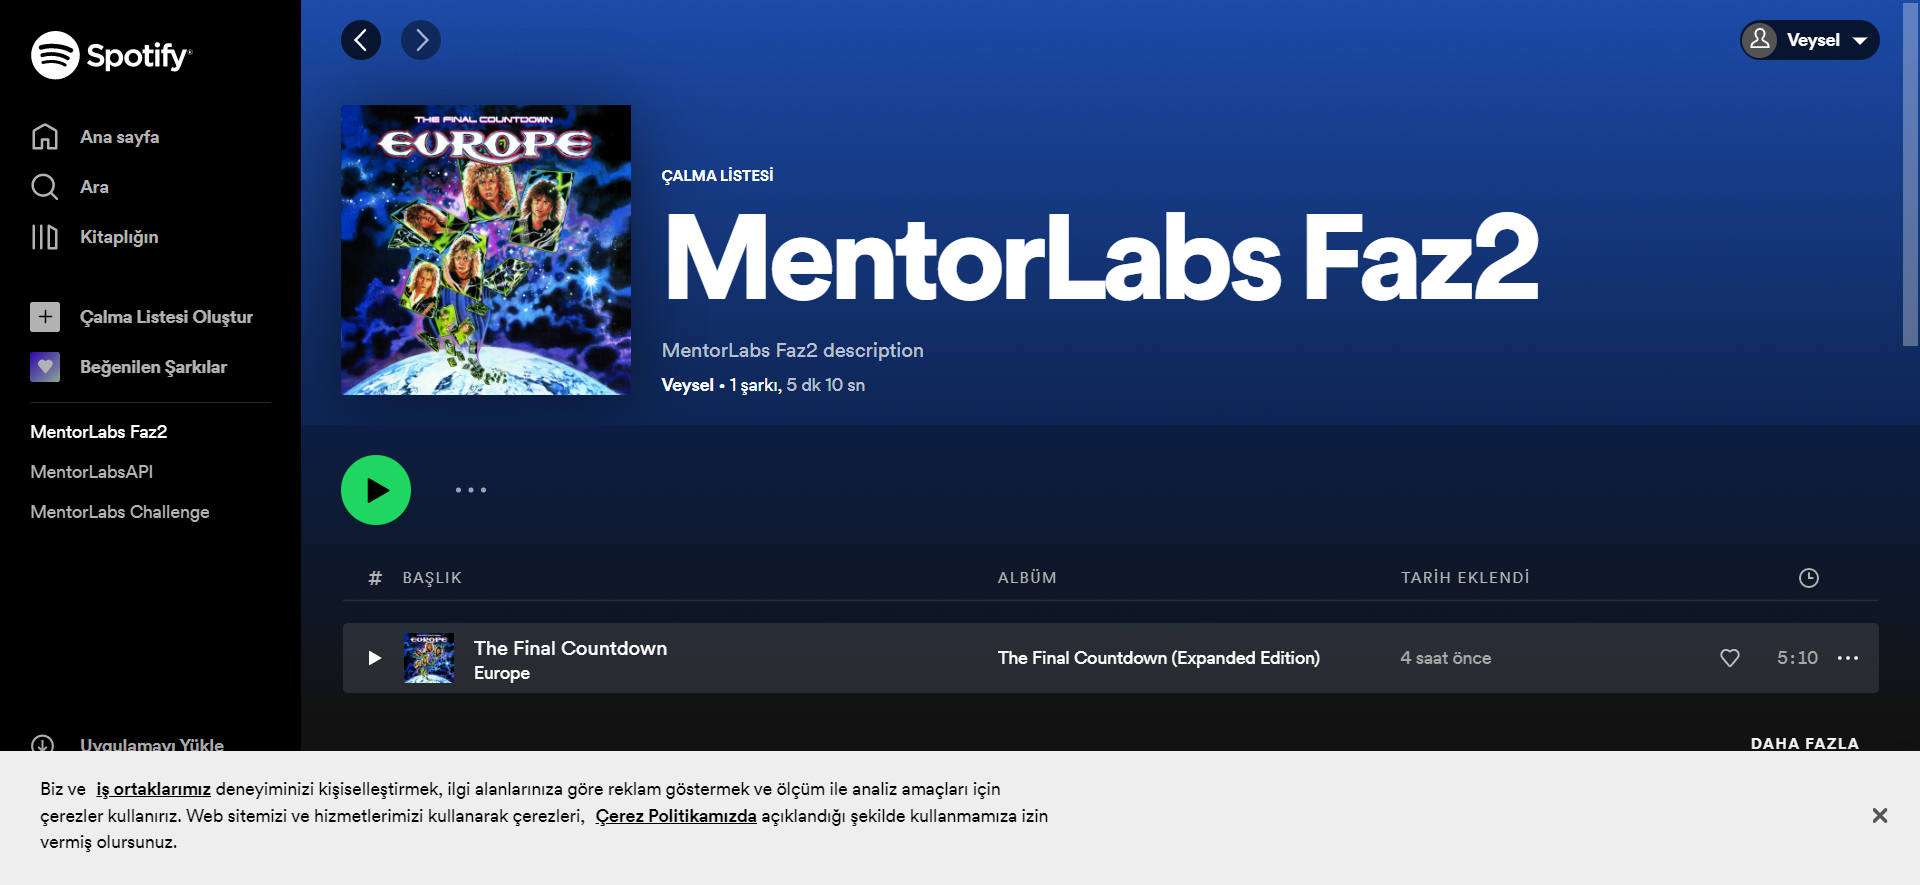 Spotify
Ana sayfa
Ara
Kitaplığın
Çalma Listesi Oluştur
Beğenilen Şarkılar
MentorLabs Faz2
MentorLabsAPI
MentorLabs Challenge
Uygulamayı Yükle
Veysel
THE FINAL COUNTDOWN
EUROPE
ÇALMA LİSTESİ
MentorLabs Faz2
MentorLabs Faz2 description
Veysel • 1 şarkı, 5 dk 10 sn
# BAŞLIK ALBÜM TARİH EKLENDİ
EUROPE
The Final Countdown
Europe
The Final Countdown (Expanded Edition) 4 saat önce 5:10
DAHA FAZLA
Biz ve iş ortaklarımız deneyiminizi kişiselleştirmek, ilgi alanlarınıza göre reklam göstermek ve ölçüm ile analiz amaçları için
çerezler kullanırız. Web sitemizi ve hizmetlerimizi kullanarak çerezleri, Çerez Politikamızda açıklandığı şekilde kullanmamıza izin
vermiş olursunuz.